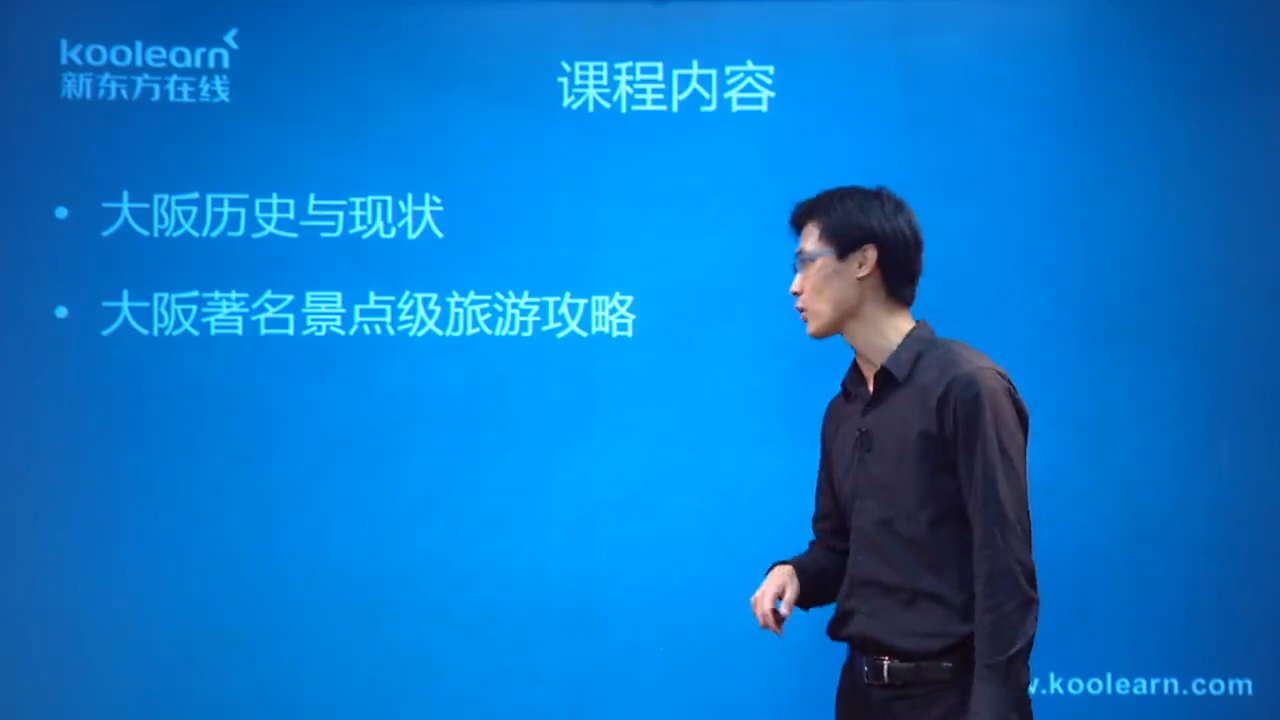 koolearn
新东方在线
课程内容
• 大阪历史与现状
• 大阪著名景点级旅游攻略
.koolearn.com